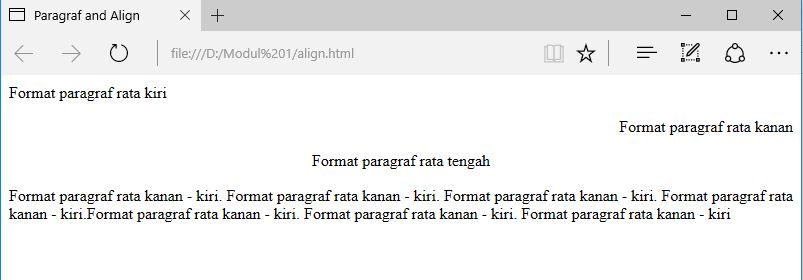 Paragraf and Align
file:///D:/Modul%201/align.html
Format paragraf rata kiri
Format paragraf rata kanan
Format paragraf rata tengah
Format paragraf rata kanan - kiri. Format paragraf rata kanan - kiri. Format paragraf rata kanan - kiri. Format paragraf rata
kanan - kiri.Format paragraf rata kanan - kiri. Format paragraf rata kanan - kiri. Format paragraf rata kanan - kiri